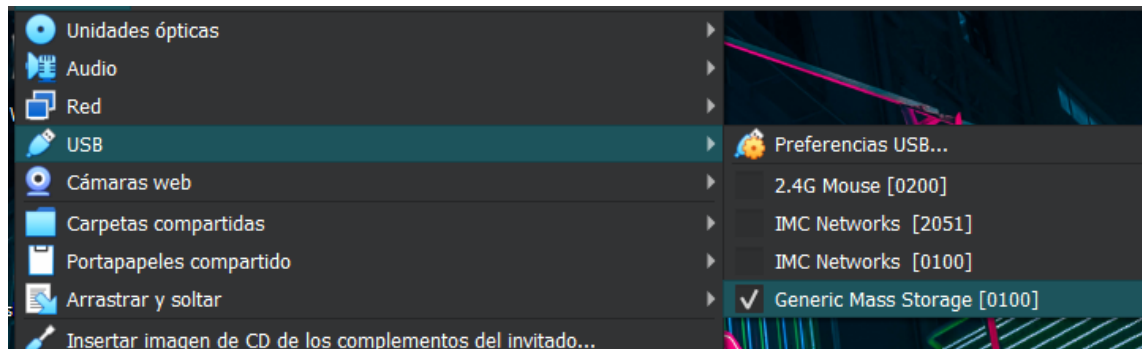 Unidades ópticas
Audio
Red
USB
Cámaras web
Carpetas compartidas
Portapapeles compartido
Arrastrar y soltar
Insertar imagen de CD de los complementos del invitado...
Preferencias USB...
2.4G Mouse [0200]
IMC Networks [2051]
IMC Networks [0100]
Generic Mass Storage [0100]